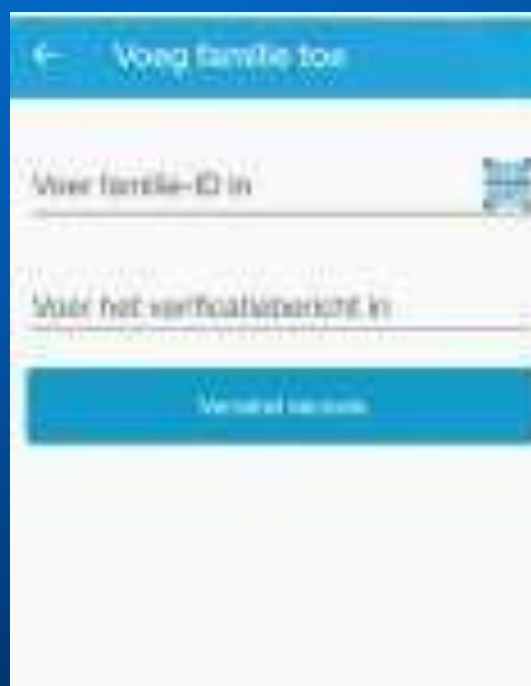 Voeg familie toe
Voer familie-ID in
Voer het verificatiebericht in